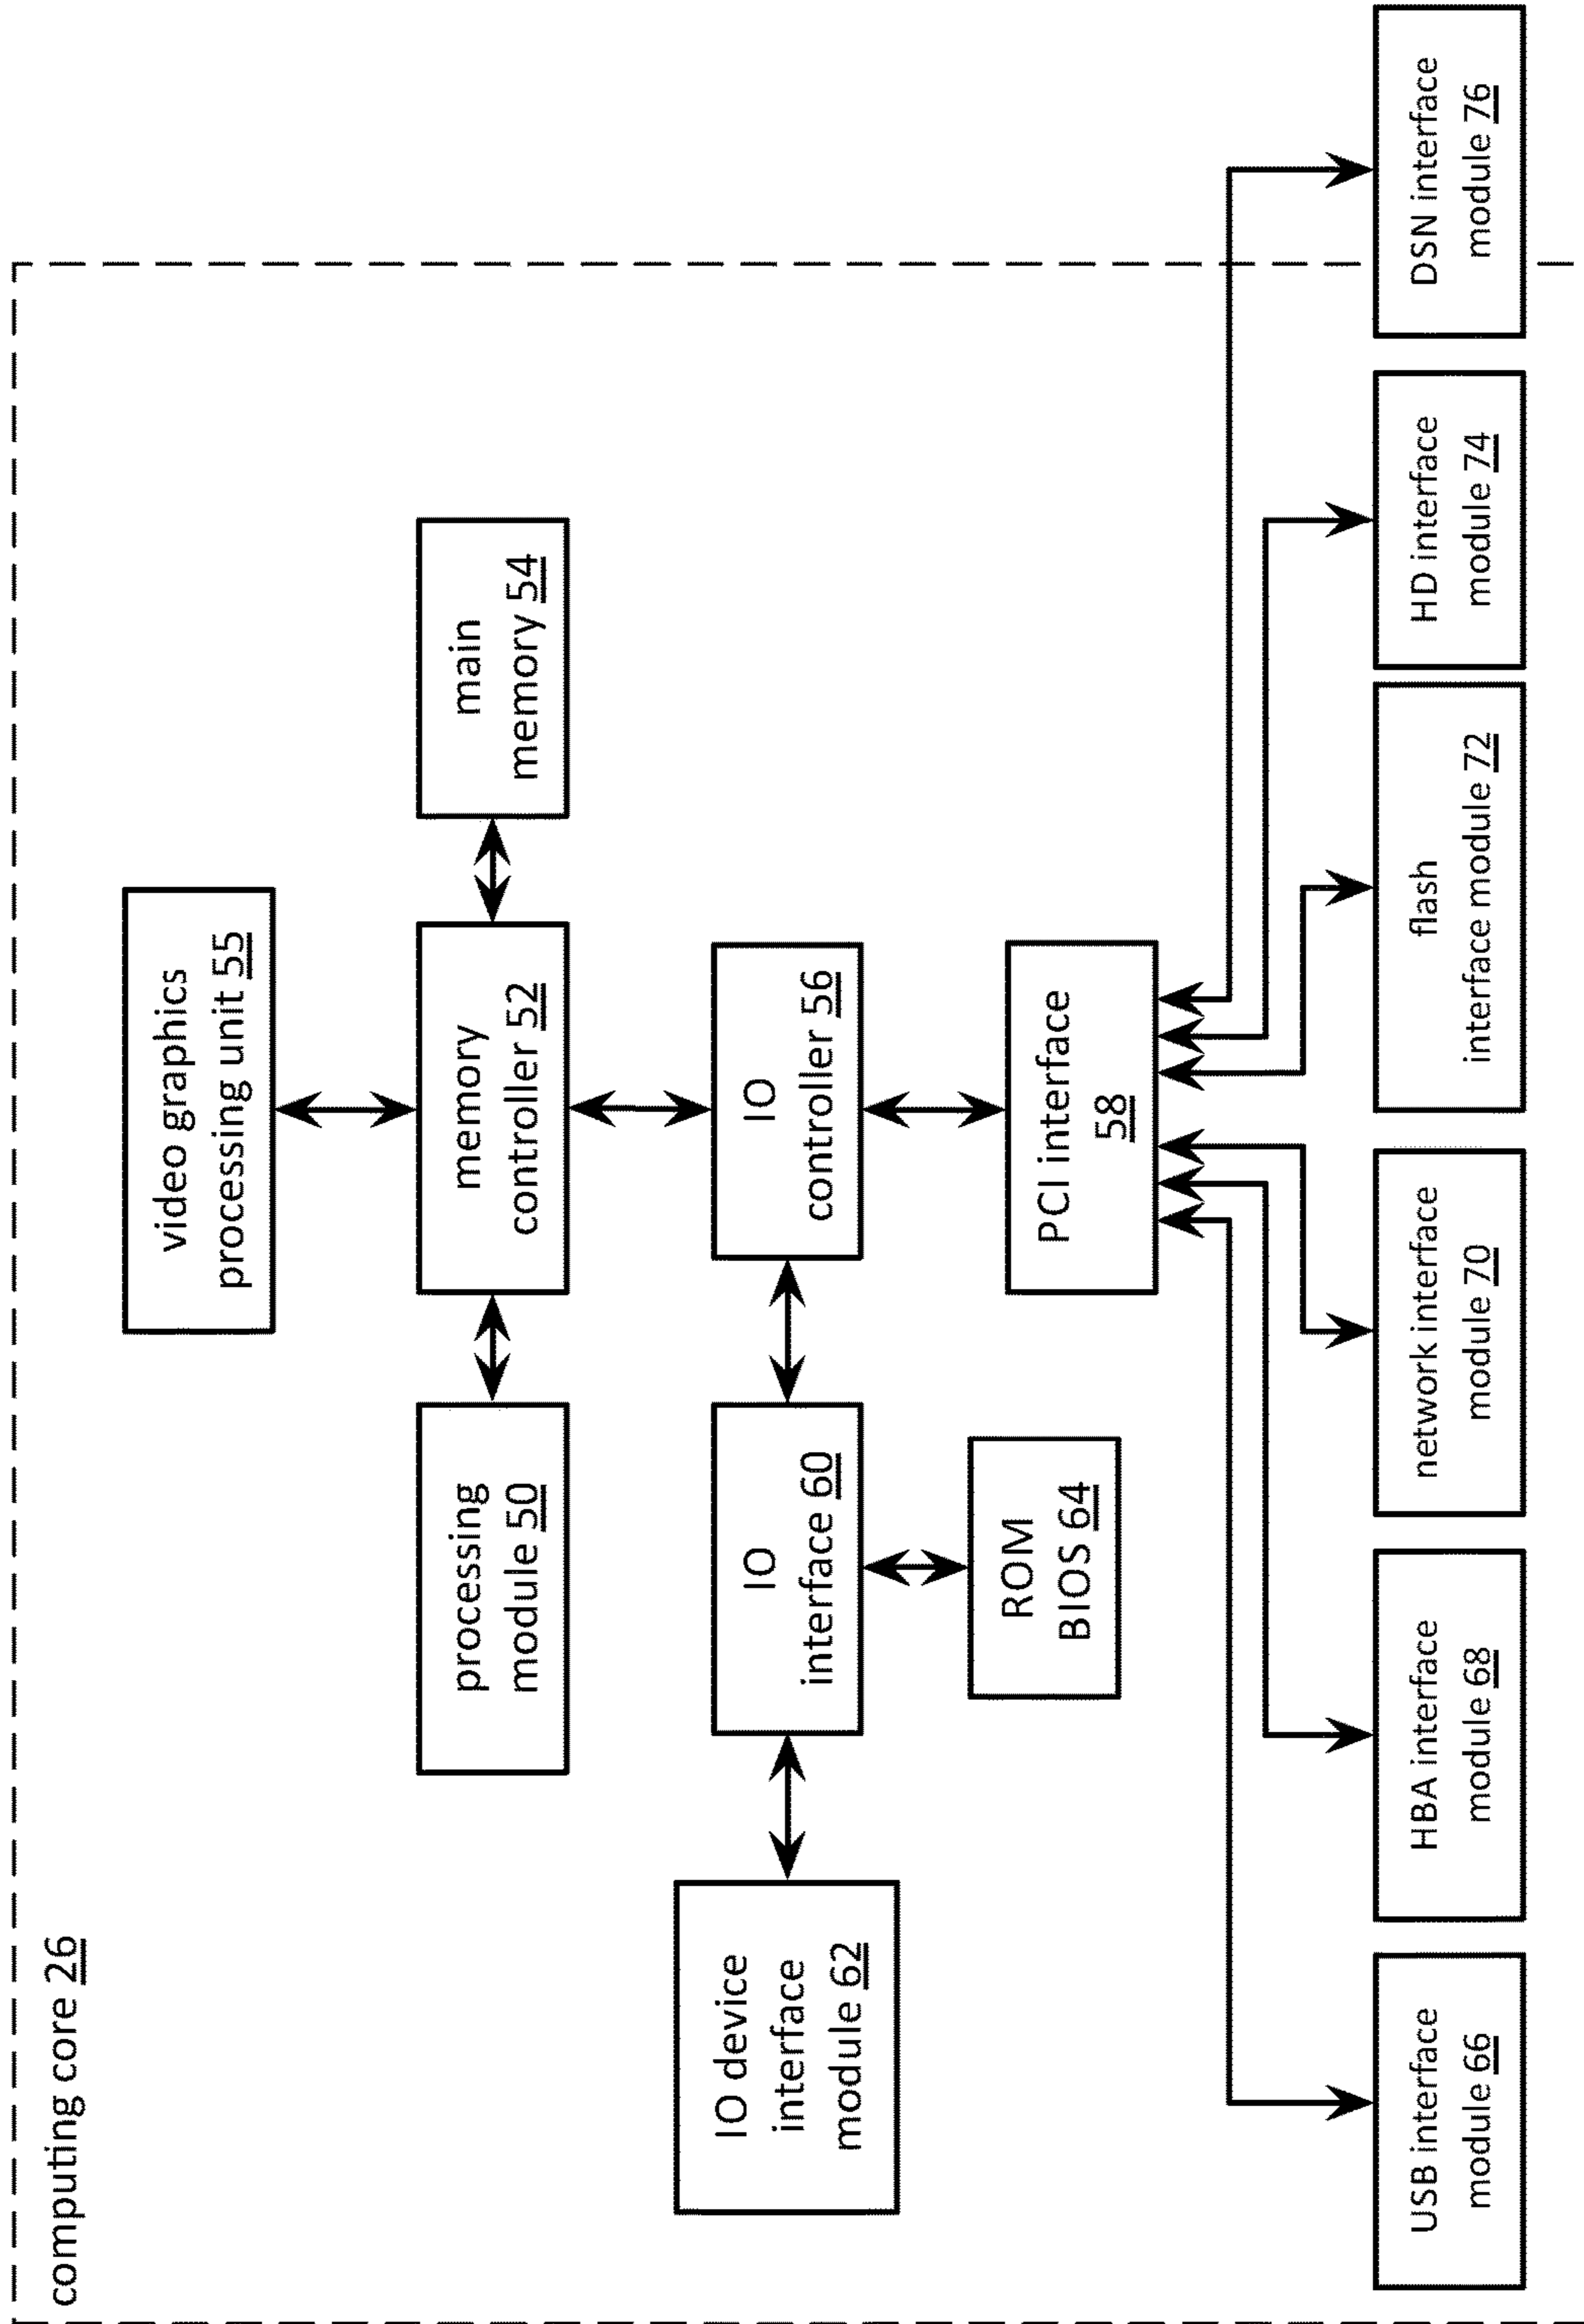 computing core 26
video graphics
processing unit 55
processing
module 50
memory
controller 52
main
memory 54
IO device
interface
module 62
IO
interface 60
IO
controller 56
ROM
BIOS 64
PCI interface
58
USB interface
module 66
HBA interface
module 68
network interface
module 70
flash
interface module 72
HD interface
module 74
DSN interface
module 76